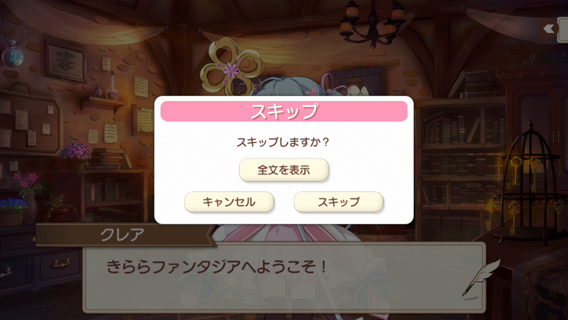 スキップ
スキップしますか？
全文を表示
キャンセル
スキップ
クレア
きららファンタジアへようこそ！